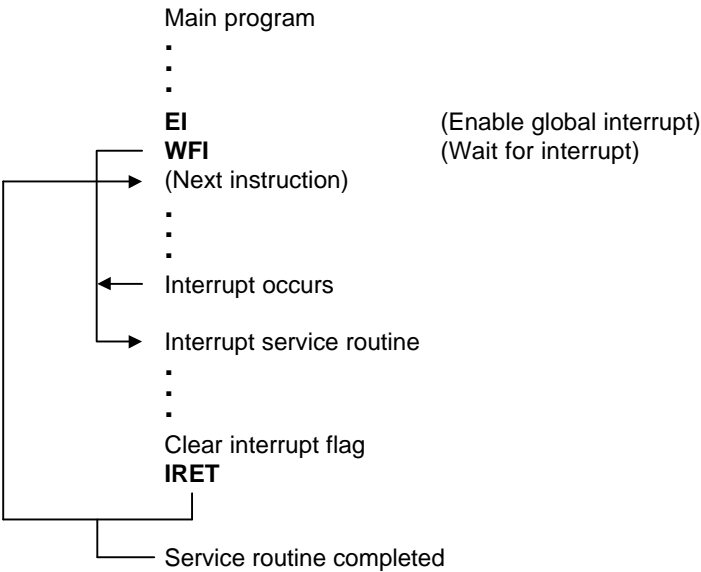 Main program
EI (Enable global interrupt)
WFI (Wait for interrupt)
(Next instruction)
Interrupt occurs
Interrupt service routine
Clear interrupt flag
IRET
Service routine completed